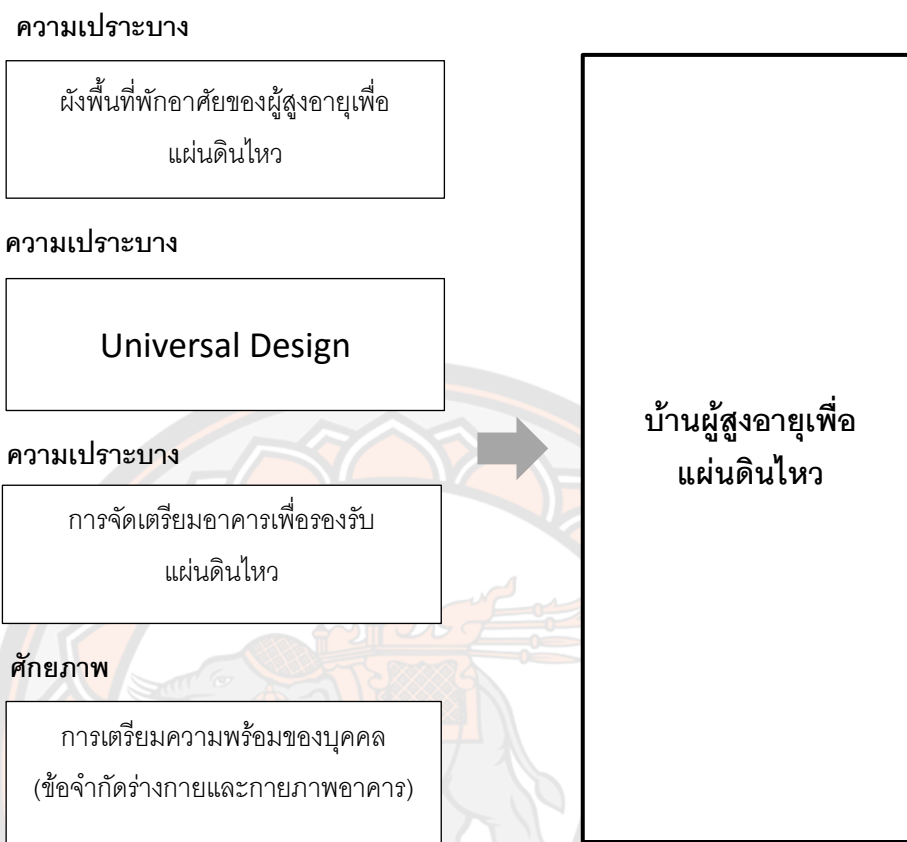 ความเปราะบาง
ผังพื้นที่พักอาศัยของผู้สูงอายุเพื่อ
แผ่นดินไหว
ความเปราะบาง
Universal Design
ความเปราะบาง
การจัดเตรียมอาคารเพื่อรองรับ
แผ่นดินไหว
ศักยภาพ
การเตรียมความพร้อมของบุคคล
(ข้อจำกัดร่างกายและกายภาพอาคาร)
บ้านผู้สูงอายุเพื่อ
แผ่นดินไหว